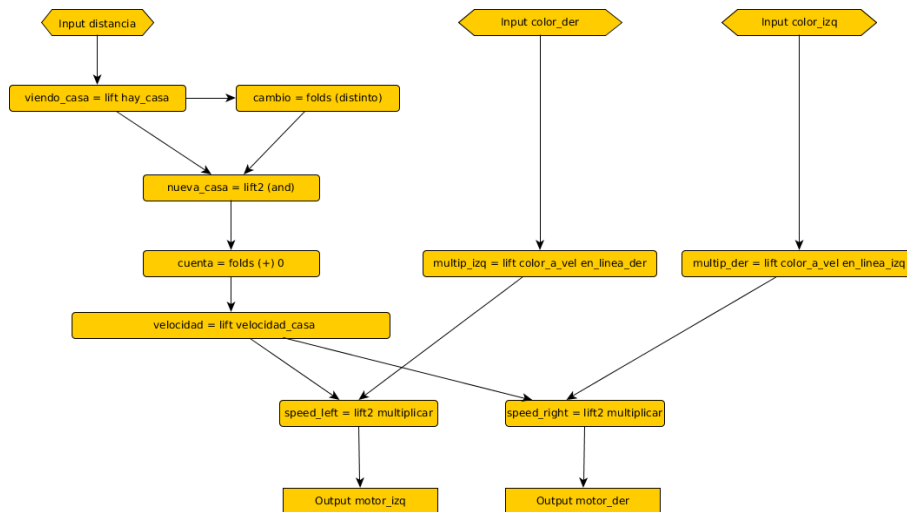 Input distancia
Input color_der
Input color_izq
viendo_casa = lift hay_casa
cambio = folds (distinto)
nueva_casa = lift2 (and)
cuenta = folds (+) 0
multip_izq = lift color_a_vel en_linea_der
multip_der = lift color_a_vel en_linea_izq
velocidad = lift velocidad_casa
speed_left = lift2 multiplicar
speed_right = lift2 multiplicar
Output motor_izq
Output motor_der